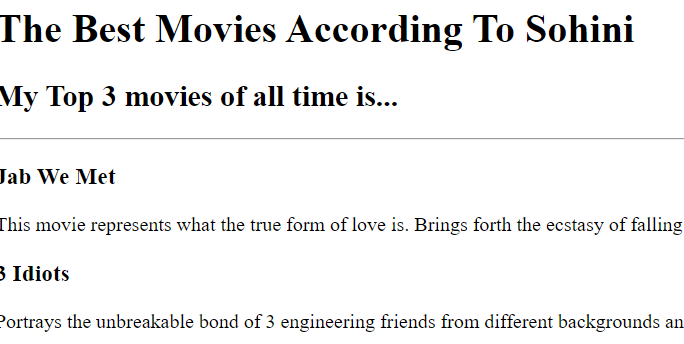 The Best Movies According To Sohini
My Top 3 movies of all time is...
Jab We Met
This movie represents what the true form of love is. Brings forth the ecstasy of falling
3 Idiots
Portrays the unbreakable bond of 3 engineering friends from different backgrounds an